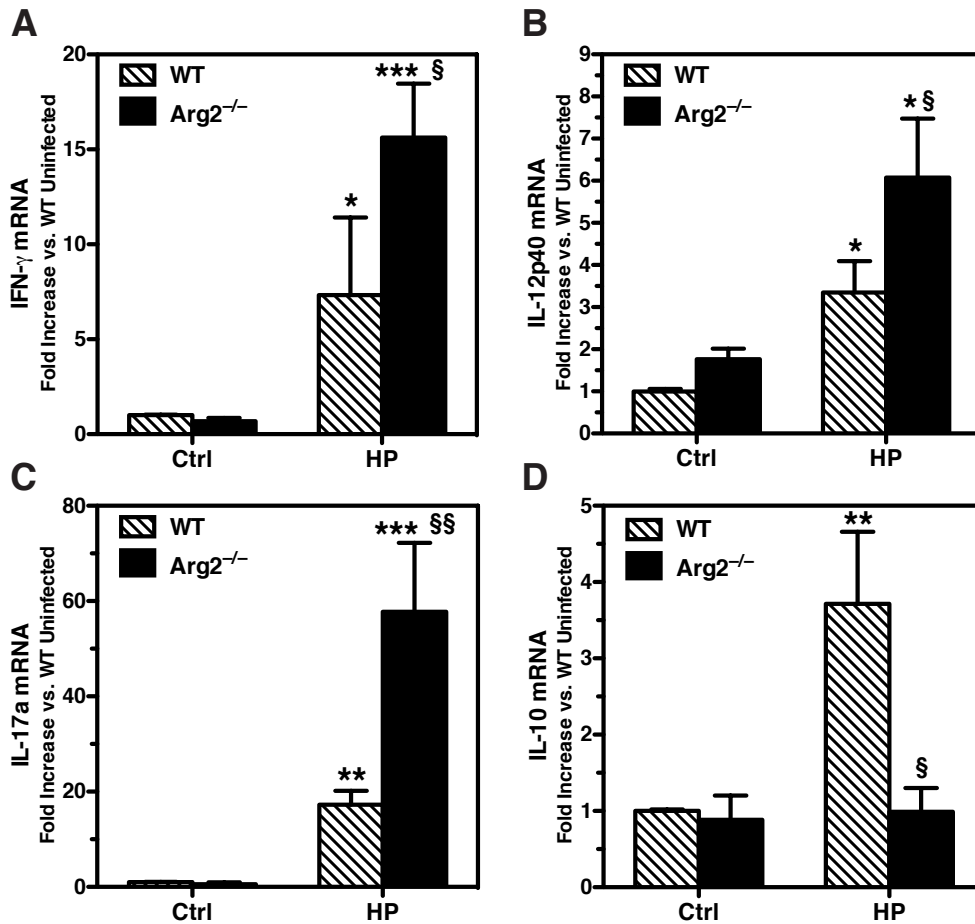 A
IFN-γ mRNA
Fold Increase vs. WT Uninfected
20
15
10
5
0
WT
Arg2⁻/⁻
*
*** §
Ctrl
HP
B
IL-12p40 mRNA
Fold Increase vs. WT Uninfected
9
8
7
6
5
4
3
2
1
0
WT
Arg2⁻/⁻
*
* §
Ctrl
HP
C
IL-17a mRNA
Fold Increase vs. WT Uninfected
80
60
40
20
0
WT
Arg2⁻/⁻
**
*** §§
Ctrl
HP
D
IL-10 mRNA
Fold Increase vs. WT Uninfected
5
4
3
2
1
0
WT
Arg2⁻/⁻
**
§
Ctrl
HP